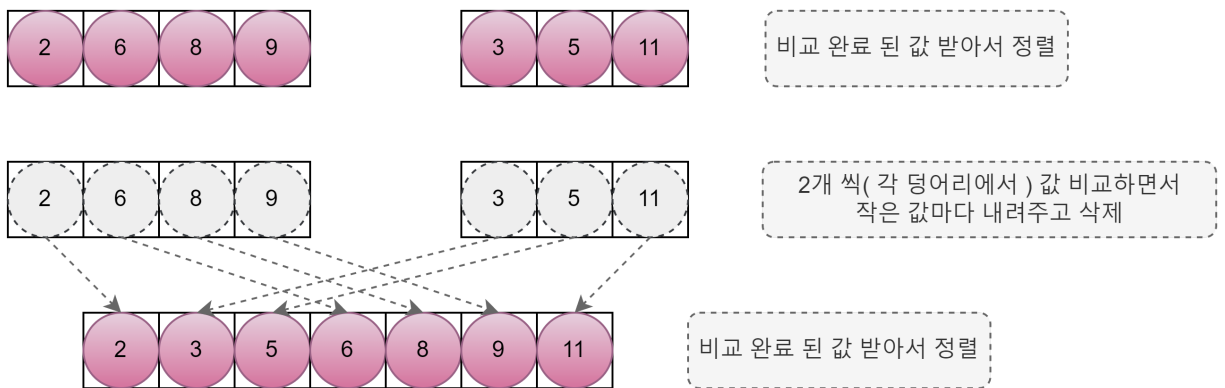 2 6 8 9 3 5 11 비교 완료 된 값 받아서 정렬
2 6 8 9 3 5 11
2개 씩( 각 덩어리에서 ) 값 비교하면서
작은 값마다 내려주고 삭제
2 3 5 6 8 9 11 비교 완료 된 값 받아서 정렬